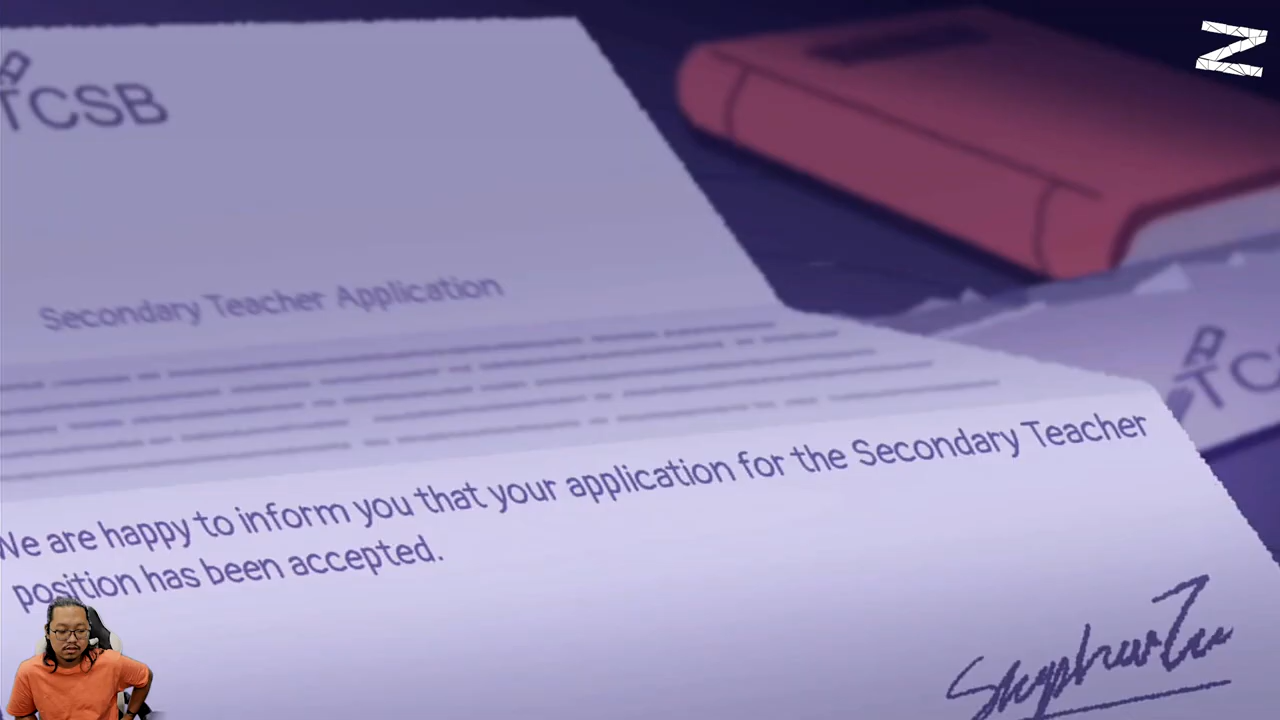 TCSB
Secondary Teacher Application
We are happy to inform you that your application for the Secondary Teacher
position has been accepted.
TCS
Z